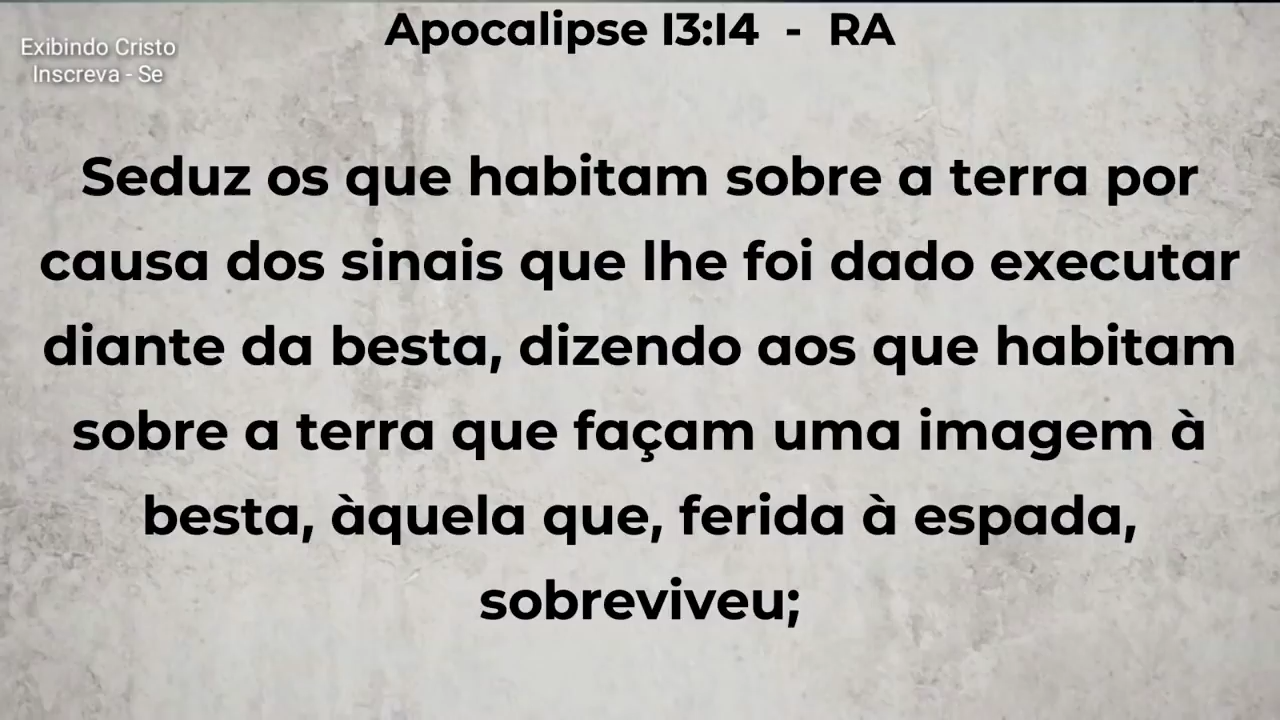 Apocalipse 13:14 - RA
Exibindo Cristo
Inscreva - Se
Seduz os que habitam sobre a terra por
causa dos sinais que lhe foi dado executar
diante da besta, dizendo aos que habitam
sobre a terra que façam uma imagem à
besta, àquela que, ferida à espada,
sobreviveu;